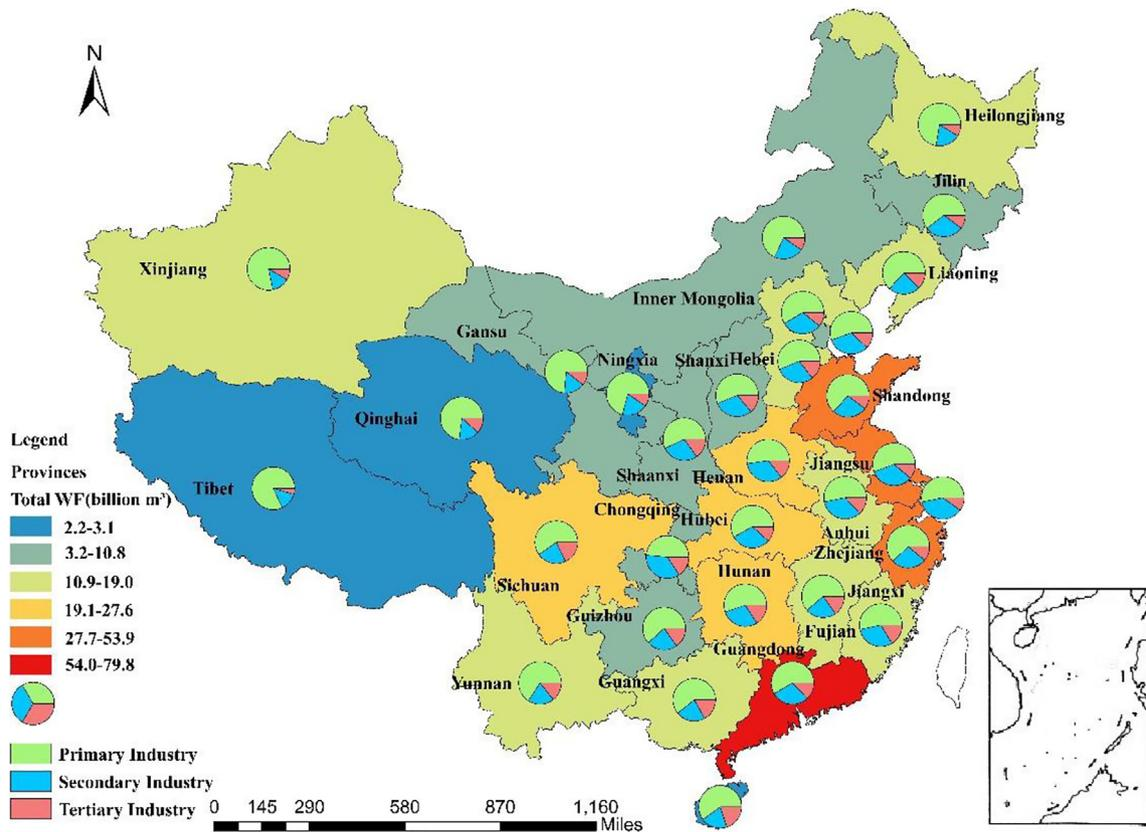 N
Heilongjiang
Jilin
Xinjiang
Liaoning
Inner Mongolia
Gansu
Ningxia
Shanxi
Hebei
Shandong
Qinghai
Legend
Provinces
Total WF(billion m³)
2.2-3.1
3.2-10.8
10.9-19.0
19.1-27.6
27.7-53.9
54.0-79.8
Primary Industry
Secondary Industry
Tertiary Industry
Tibet
Shaanxi
Henan
Jiangsu
Chongqing
Hubei
Anhui
Zhejiang
Sichuan
Hunan
Jiangxi
Guizhou
Fujian
Guangdong
Yunnan
Guangxi
0 145 290 580 870 1,160
Miles